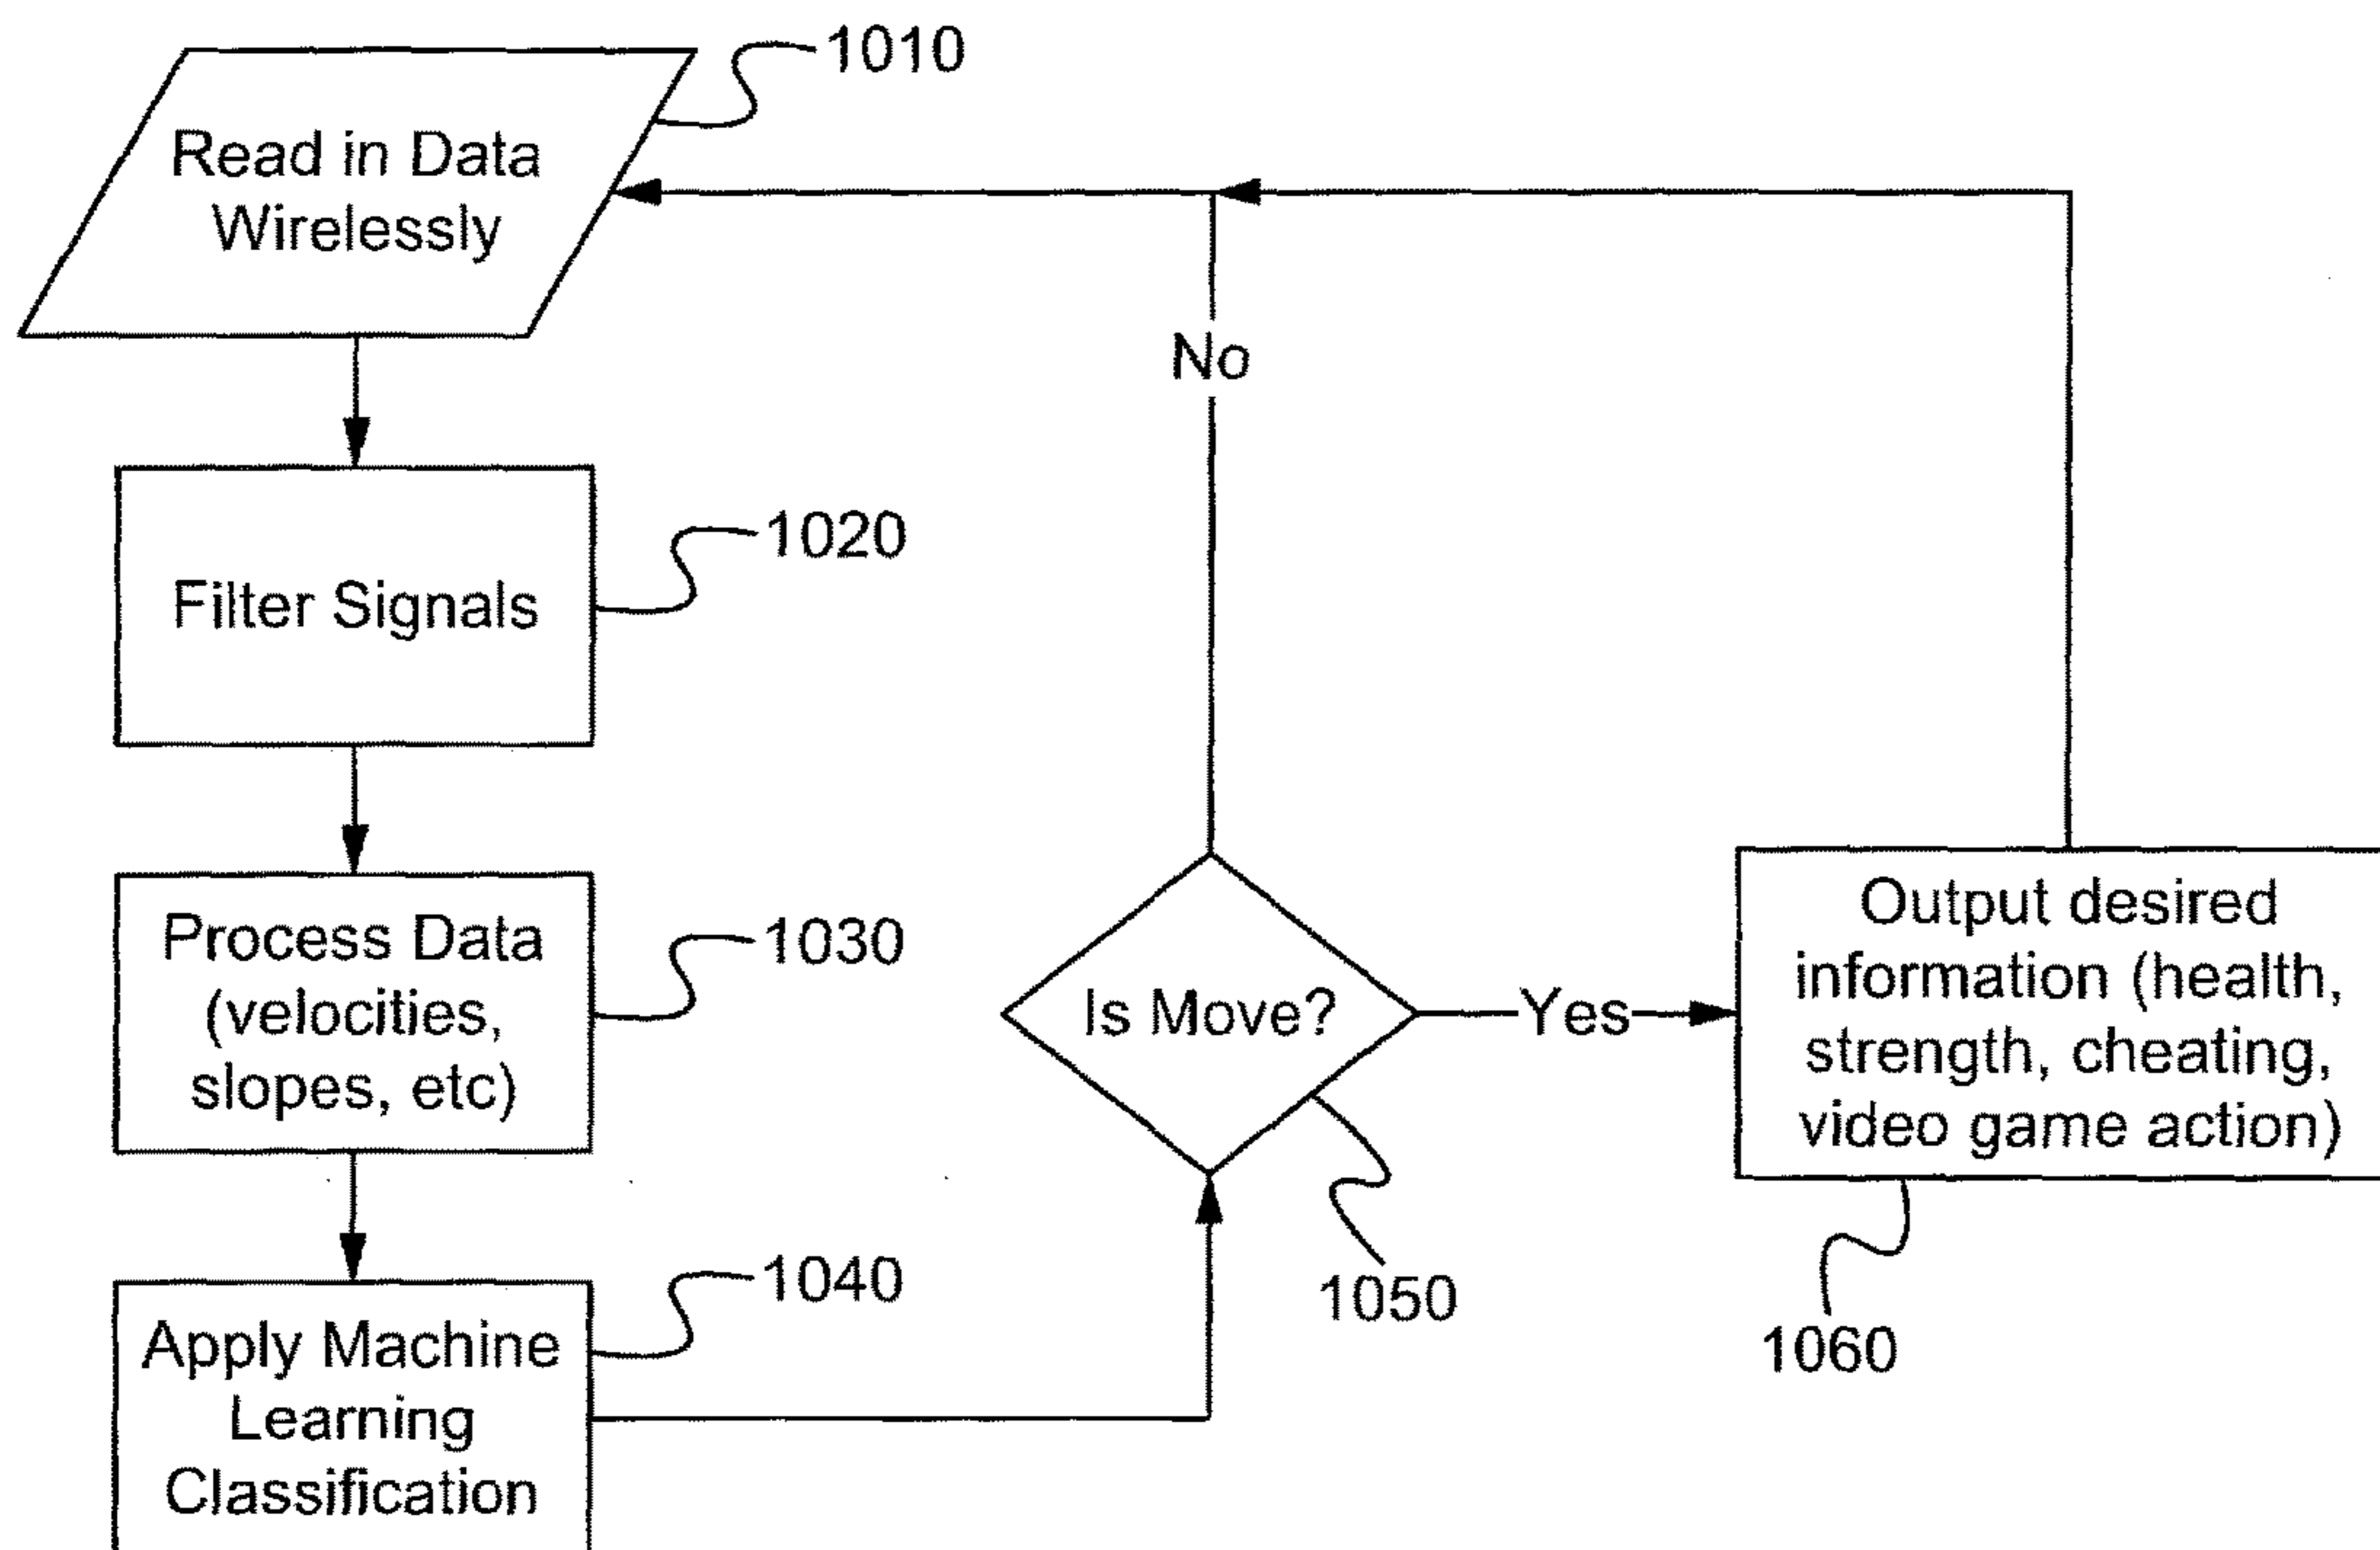 1010
Read in Data
Wirelessly
No
1020
Filter Signals
1030
Process Data
(velocities,
slopes, etc)
1040
Apply Machine
Learning
Classification
Is Move?
Yes
1050
Output desired
information (health,
strength, cheating,
video game action)
1060